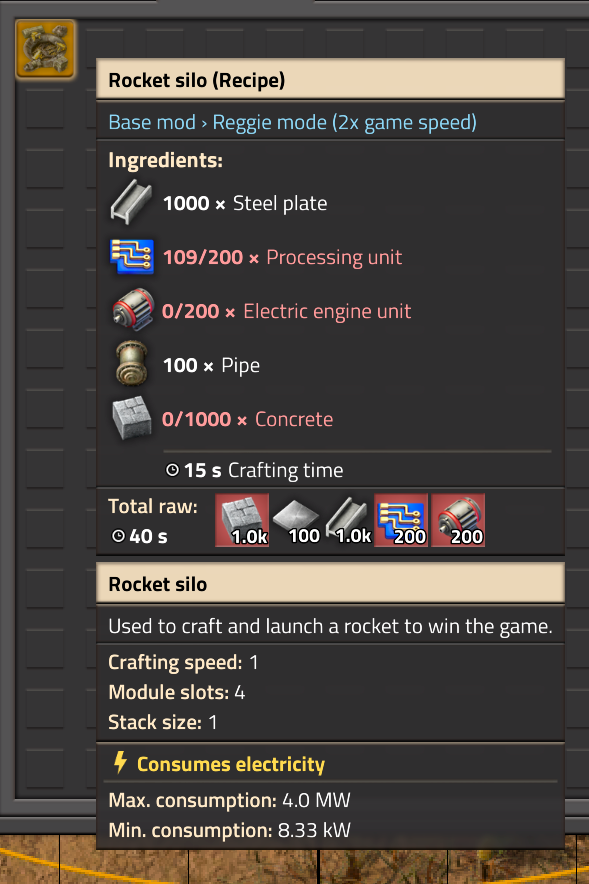 Rocket silo (Recipe)
Base mod › Reggie mode (2x game speed)
Ingredients:
1000 × Steel plate
109/200 × Processing unit
0/200 × Electric engine unit
100 × Pipe
0/1000 × Concrete
15 s Crafting time
Total raw:
40 s
1.0k 100 1.0k 200 200
Rocket silo
Used to craft and launch a rocket to win the game.
Crafting speed: 1
Module slots: 4
Stack size: 1
Consumes electricity
Max. consumption: 4.0 MW
Min. consumption: 8.33 kW